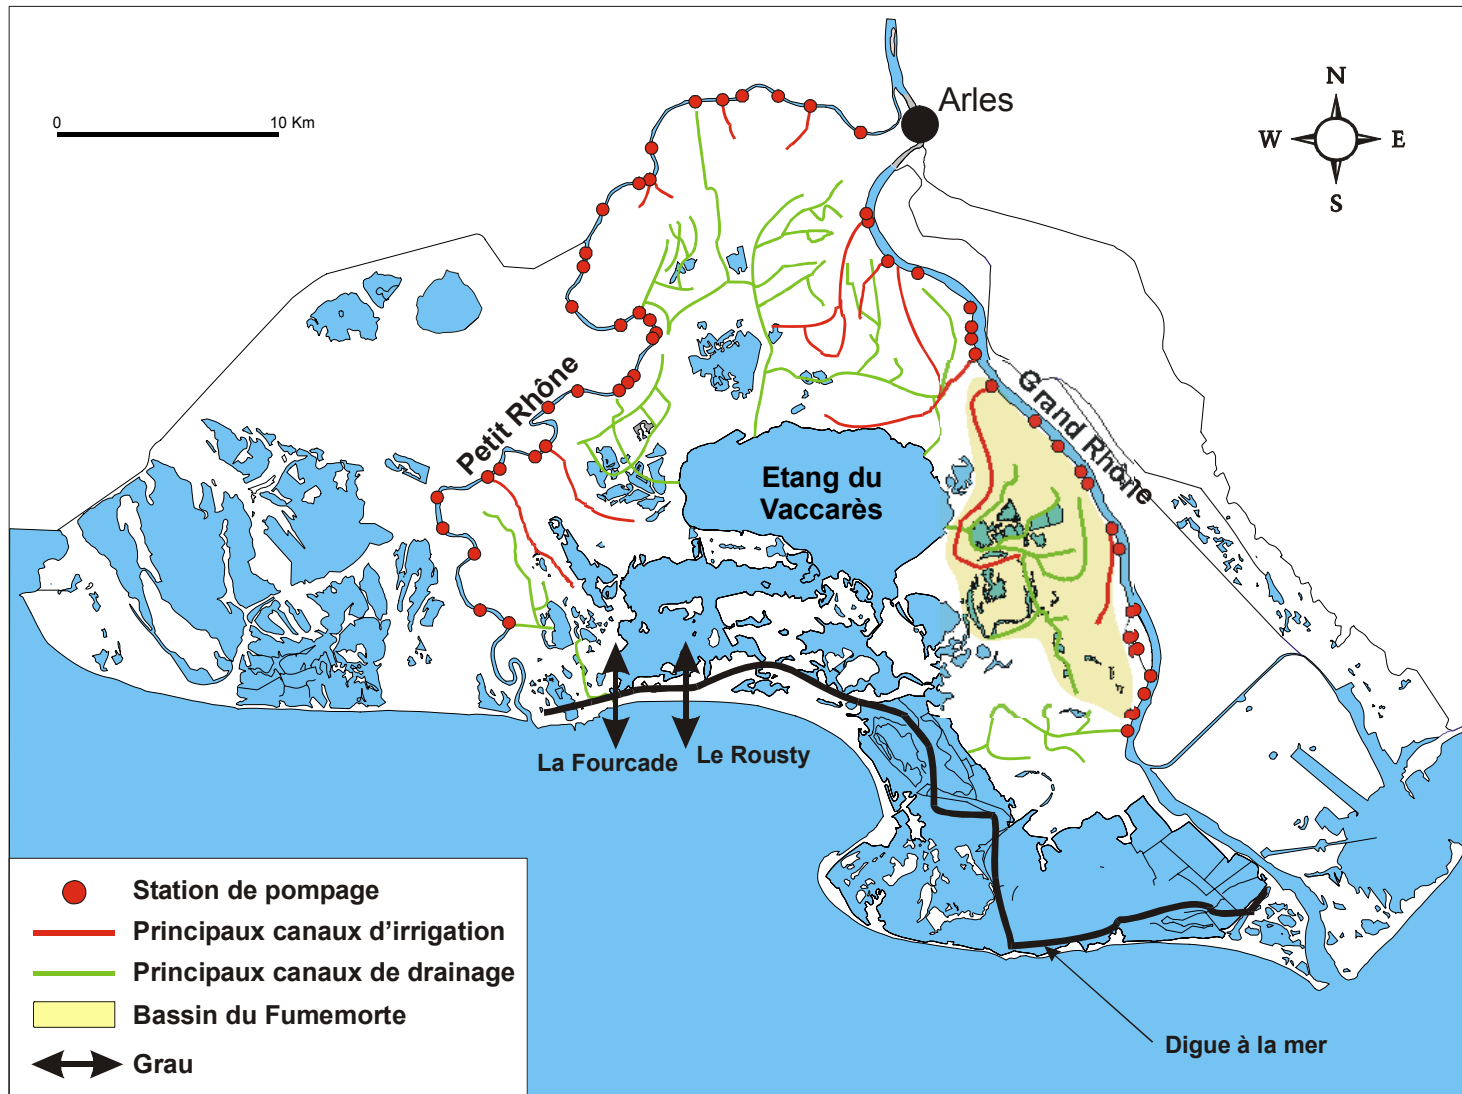 Arles
0 10 Km
N
W E
S
Petit Rhône
Grand Rhône
Etang du
Vaccarès
La Fourcade
Le Rousty
Station de pompage
Principaux canaux d'irrigation
Principaux canaux de drainage
Bassin du Fumemorte
Grau
Digue à la mer